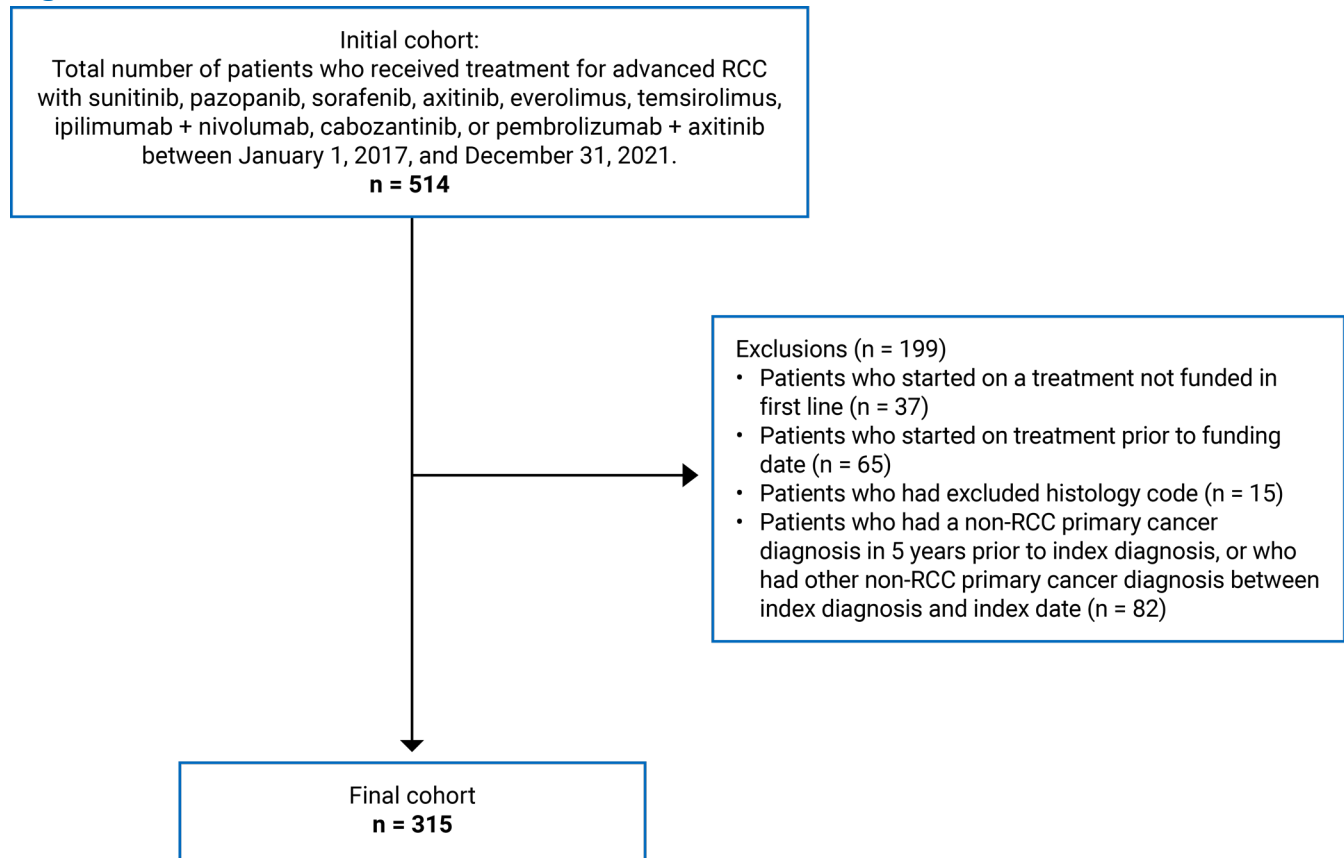 Initial cohort:
Total number of patients who received treatment for advanced RCC
with sunitinib, pazopanib, sorafenib, axitinib, everolimus, temsirolimus,
ipilimumab + nivolumab, cabozantinib, or pembrolizumab + axitinib
between January 1, 2017, and December 31, 2021.
n = 514
Exclusions (n = 199)
• Patients who started on a treatment not funded in
first line (n = 37)
• Patients who started on treatment prior to funding
date (n = 65)
• Patients who had excluded histology code (n = 15)
• Patients who had a non-RCC primary cancer
diagnosis in 5 years prior to index diagnosis, or who
had other non-RCC primary cancer diagnosis between
index diagnosis and index date (n = 82)
Final cohort
n = 315